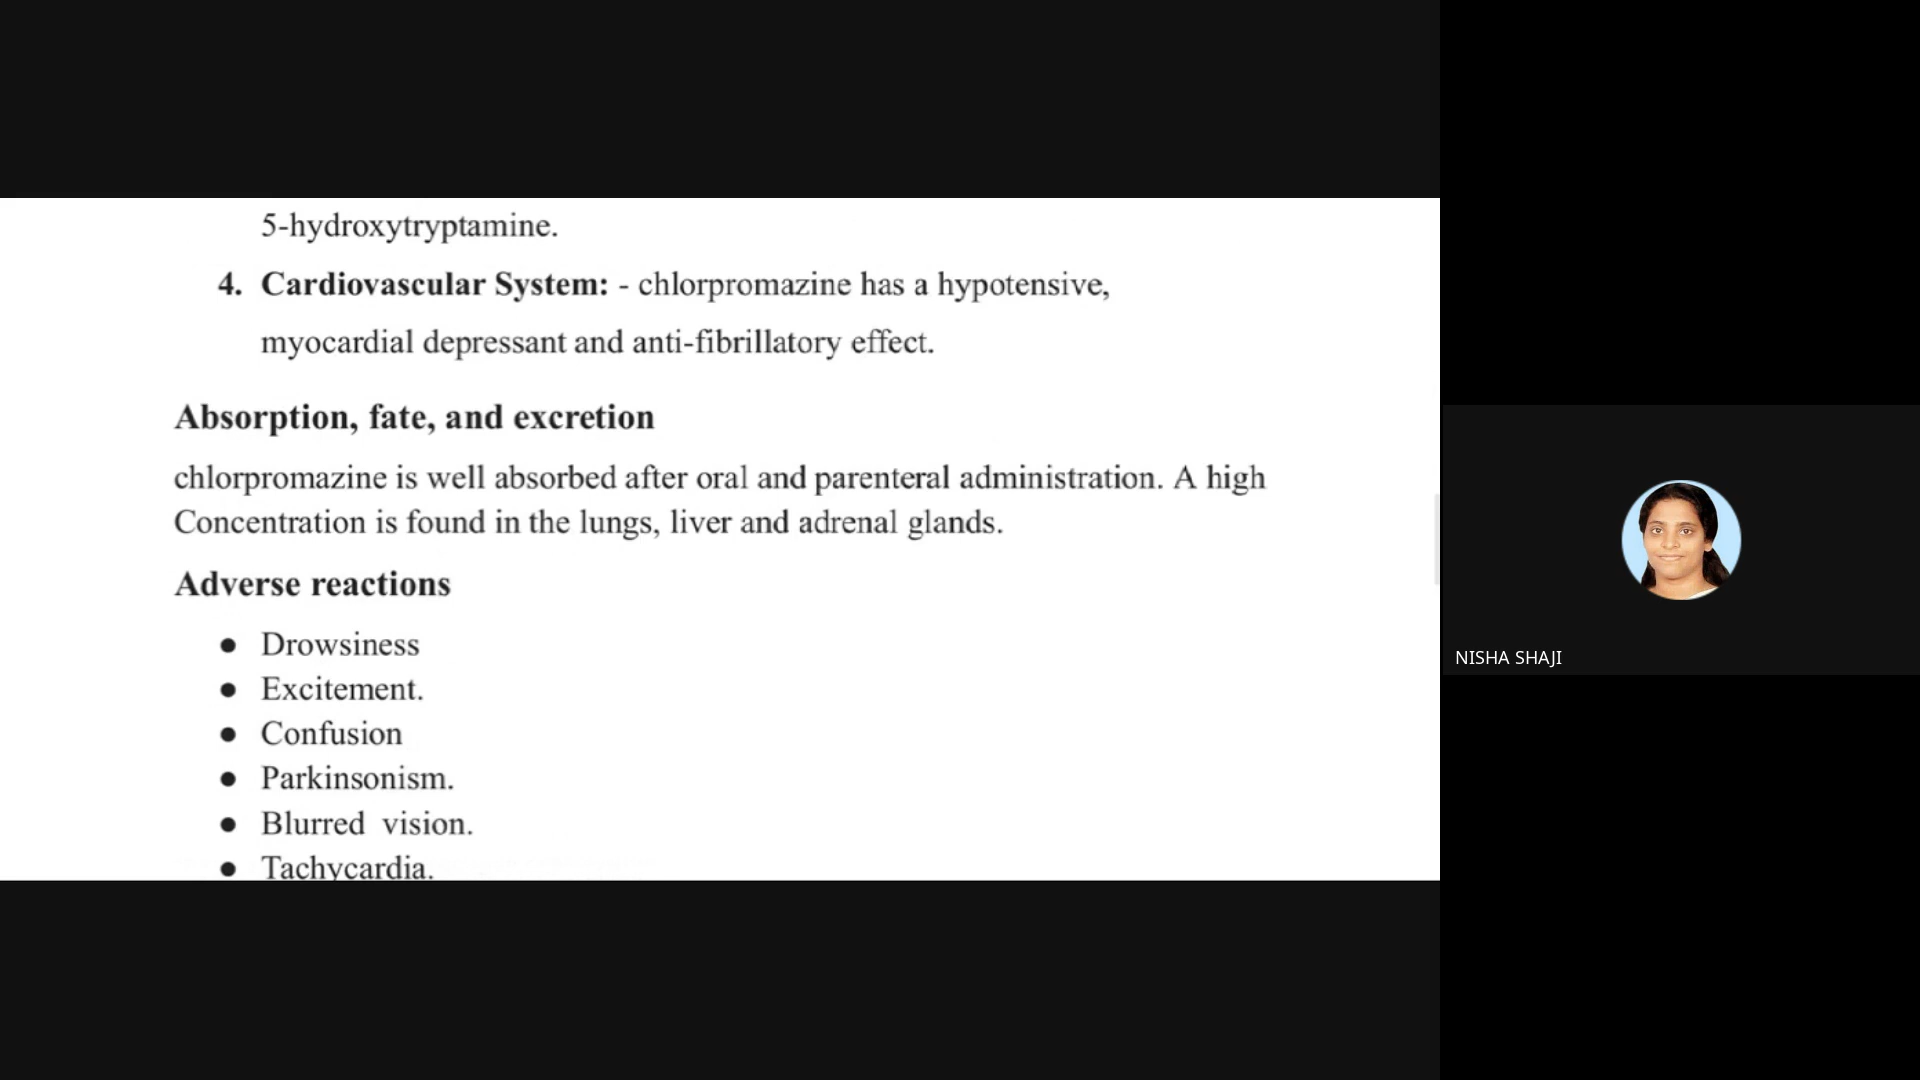 5-hydroxytryptamine.
4. Cardiovascular System: - chlorpromazine has a hypotensive,
myocardial depressant and anti-fibrillatory effect.
Absorption, fate, and excretion
chlorpromazine is well absorbed after oral and parenteral administration. A high
Concentration is found in the lungs, liver and adrenal glands.
Adverse reactions
● Drowsiness
● Excitement.
● Confusion
● Parkinsonism.
● Blurred vision.
● Tachycardia.
NISHA SHAJI